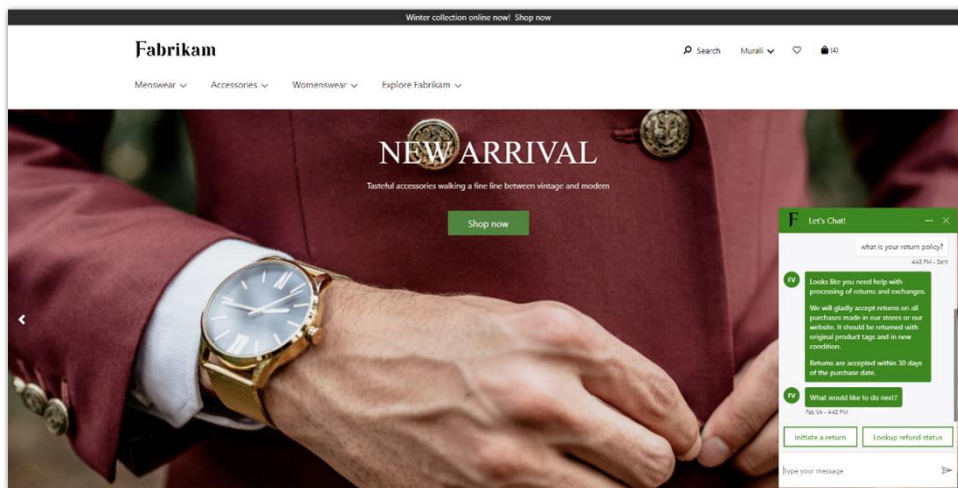 Winter collection online now! Shop now
Fabrikam
Search Murali (4)
Menswear Accessories Womenswear Explore Fabrikam
NEW ARRIVAL
Tasteful accessories walking a fine line between vintage and modern
Shop now
F Let's Chat!
what is your return policy?
4:43 PM - Sent
FV
Looks like you need help with
processing of returns and exchanges.
We will gladly accept returns on all
purchases made in our stores or our
website. It should be returned with
original product tags and in new
condition.
Returns are accepted within 30 days
of the purchase date.
FV What would like to do next?
Fab VA - 4:43 PM
Initiate a return Lookup refund status
Type your message